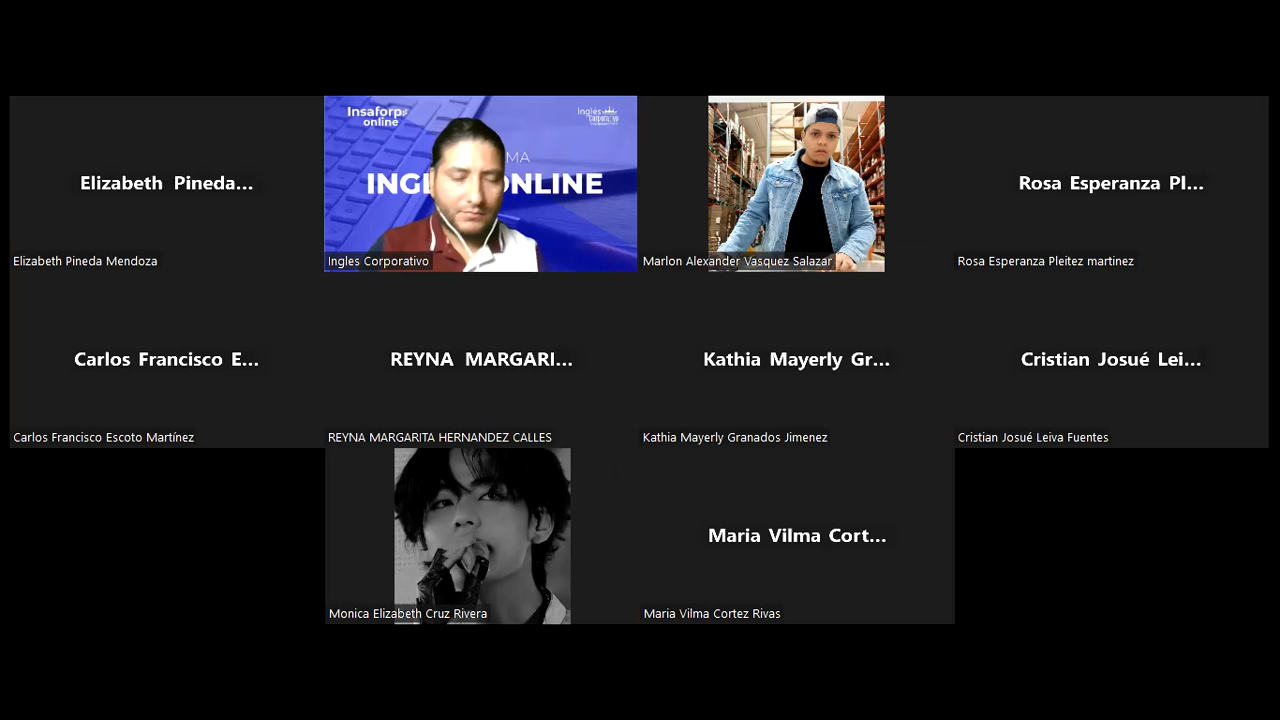 Elizabeth Pineda...
Elizabeth Pineda Mendoza
Insaforp
online
Inglés
MA
ONLINE
Ingles Corporativo
Marlon Alexander Vasquez Salazar
Rosa Esperanza Pl...
Rosa Esperanza Pleitez martinez
Carlos Francisco E...
Carlos Francisco Escoto Martínez
REYNA MARGARI...
REYNA MARGARITA HERNANDEZ CALLES
Kathia Mayerly Gr...
Kathia Mayerly Granados Jimenez
Cristian Josué Lei...
Cristian Josué Leiva Fuentes
Monica Elizabeth Cruz Rivera
Maria Vilma Cort...
Maria Vilma Cortez Rivas